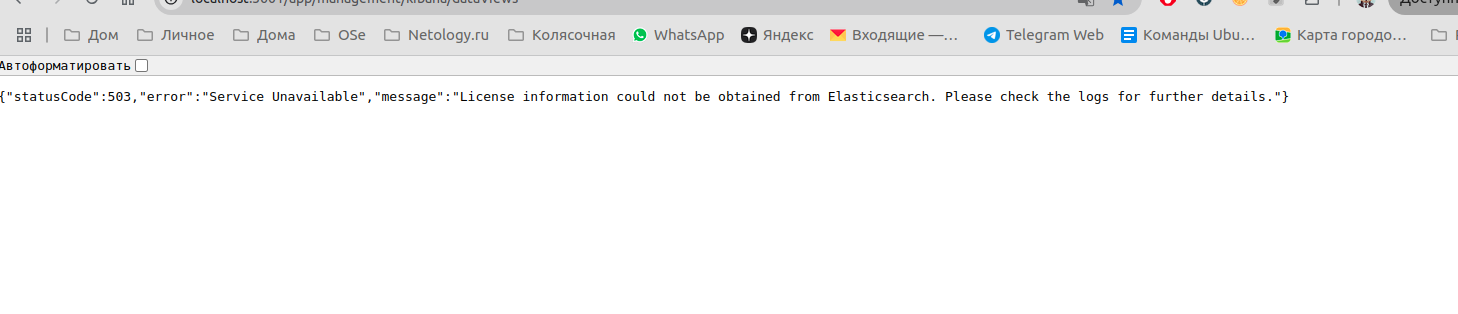 localhost:5601/app/management/kibana/dataViews
Дом Личное Дома OSe Netology.ru Колясочная WhatsApp Яндекс Входящие —... Telegram Web Команды Ubu... Карта городо...
Автоформатировать
{"statusCode":503,"error":"Service Unavailable","message":"License information could not be obtained from Elasticsearch. Please check the logs for further details."}